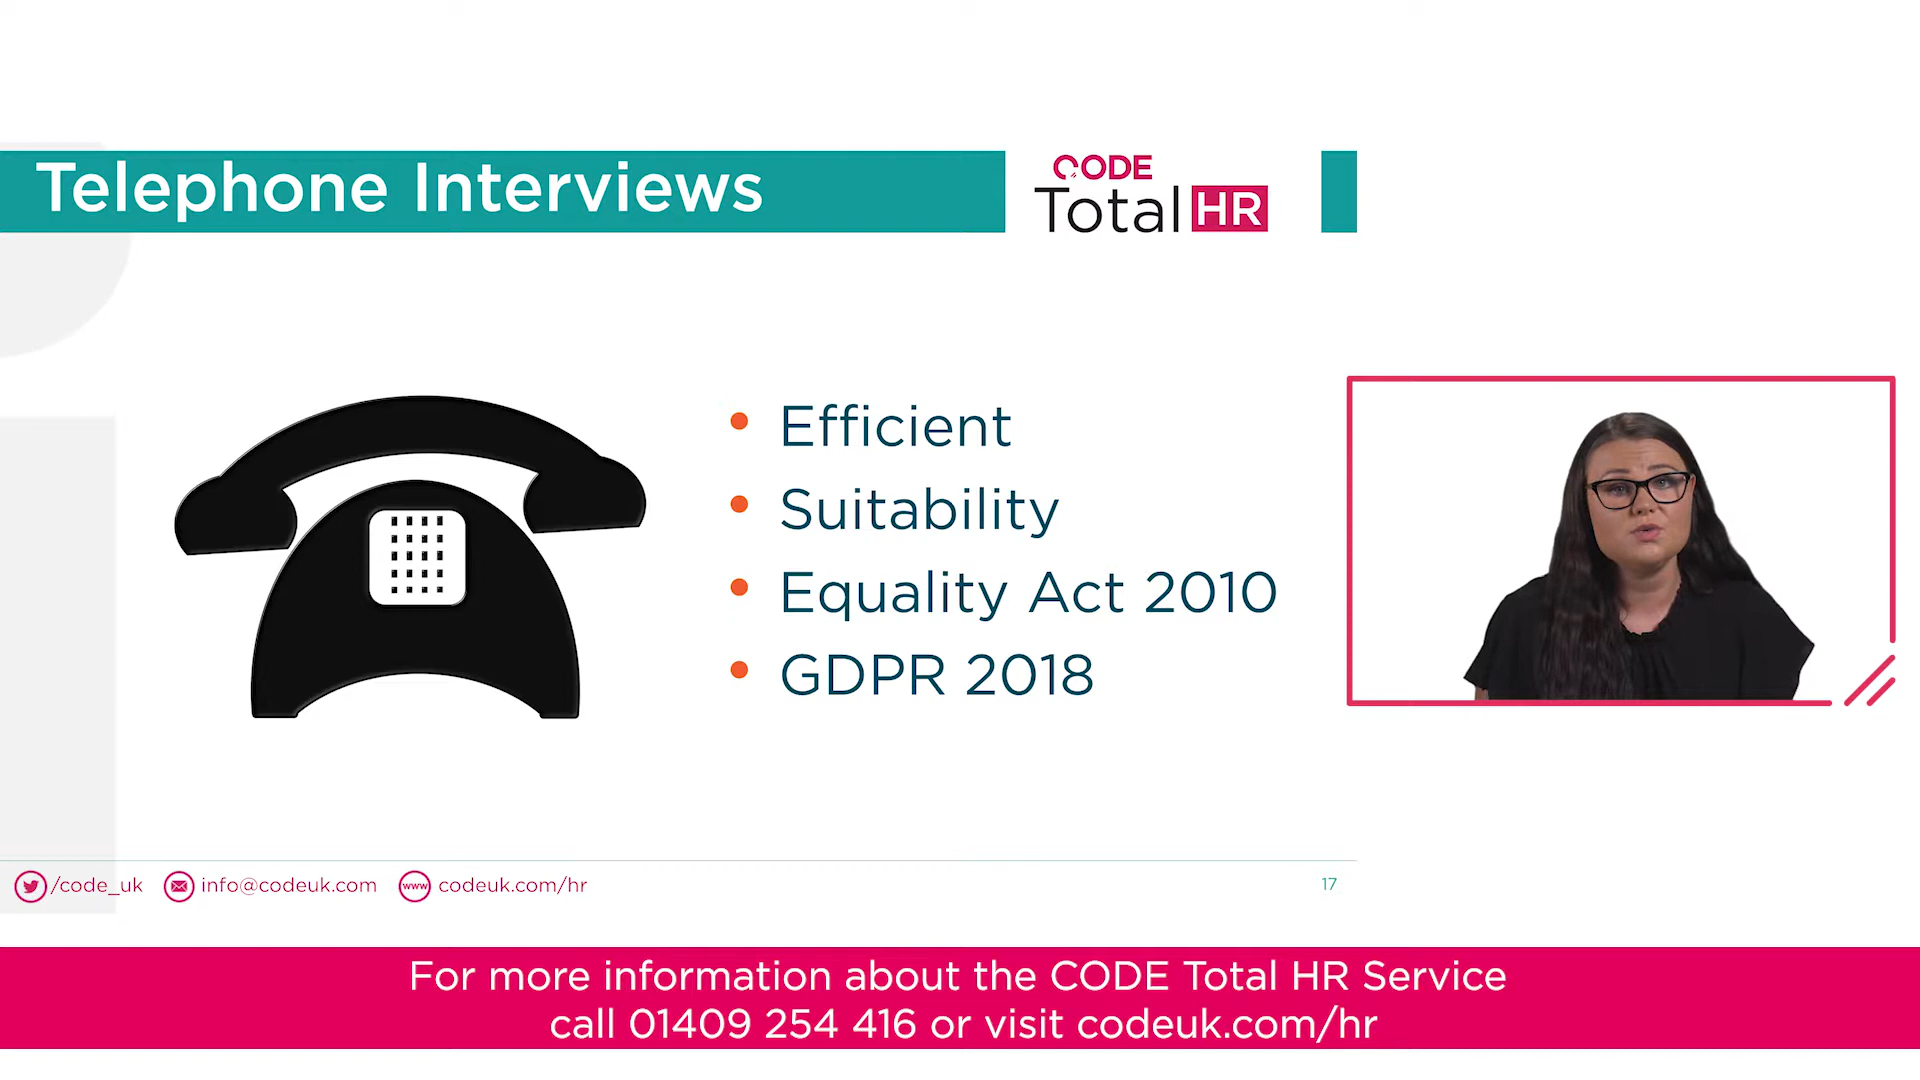 Telephone Interviews
CODE
Total HR
• Efficient
• Suitability
• Equality Act 2010
• GDPR 2018
/code_uk
info@codeuk.com
www codeuk.com/hr
17
For more information about the CODE Total HR Service
call 01409 254 416 or visit codeuk.com/hr